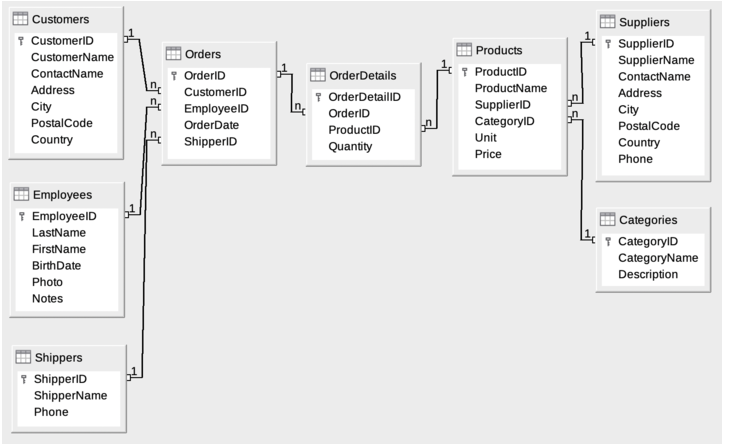 Customers
CustomerID
CustomerName
ContactName
Address
City
PostalCode
Country
1
n
Employees
EmployeeID
LastName
FirstName
BirthDate
Photo
Notes
1
n
Shippers
ShipperID
ShipperName
Phone
1
n
Orders
OrderID
CustomerID
EmployeeID
OrderDate
ShipperID
1
n
OrderDetails
OrderDetailID
OrderID
ProductID
Quantity
n
1
Products
ProductID
ProductName
SupplierID
CategoryID
Unit
Price
n
1
n
1
Suppliers
SupplierID
SupplierName
ContactName
Address
City
PostalCode
Country
Phone
Categories
CategoryID
CategoryName
Description